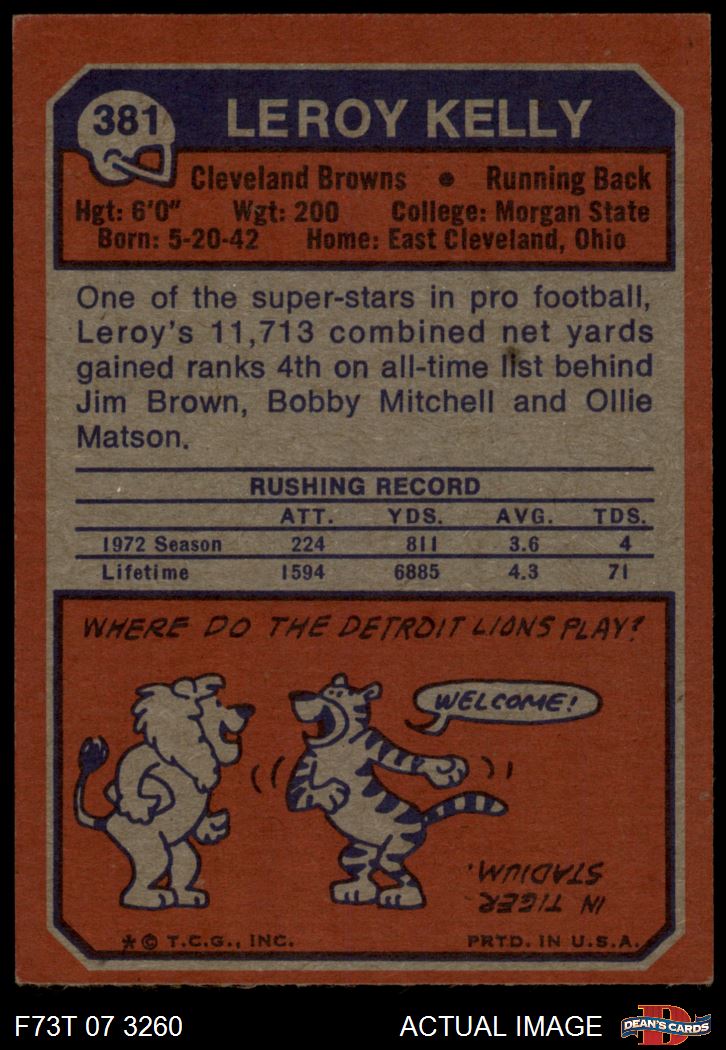 381
LEROY KELLY
Cleveland Browns • Running Back
Hgt: 6'0" Wgt: 200 College: Morgan State
Born: 5-20-42 Home: East Cleveland, Ohio
One of the super-stars in pro football,
Leroy's 11,713 combined net yards
gained ranks 4th on all-time list behind
Jim Brown, Bobby Mitchell and Ollie
Matson.
RUSHING RECORD
ATT. YDS. AVG. TDS.
1972 Season 224 811 3.6 4
Lifetime 1594 6885 4.3 71
WHERE DO THE DETROIT LIONS PLAY?
WELCOME!
IN TIGER
STADIUM.
* © T.C.G., INC. PRTD. IN U.S.A.
F73T 07 3260 ACTUAL IMAGE
D
DEAN'S CARDS